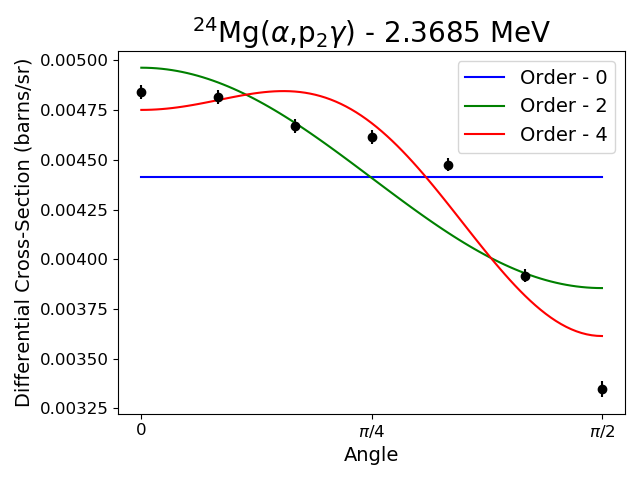 ²⁴Mg(α,p₂γ) - 2.3685 MeV
Differential Cross-Section (barns/sr)
0.00500
0.00475
0.00450
0.00425
0.00400
0.00375
0.00350
0.00325
Order - 0
Order - 2
Order - 4
0 π/4 π/2
Angle